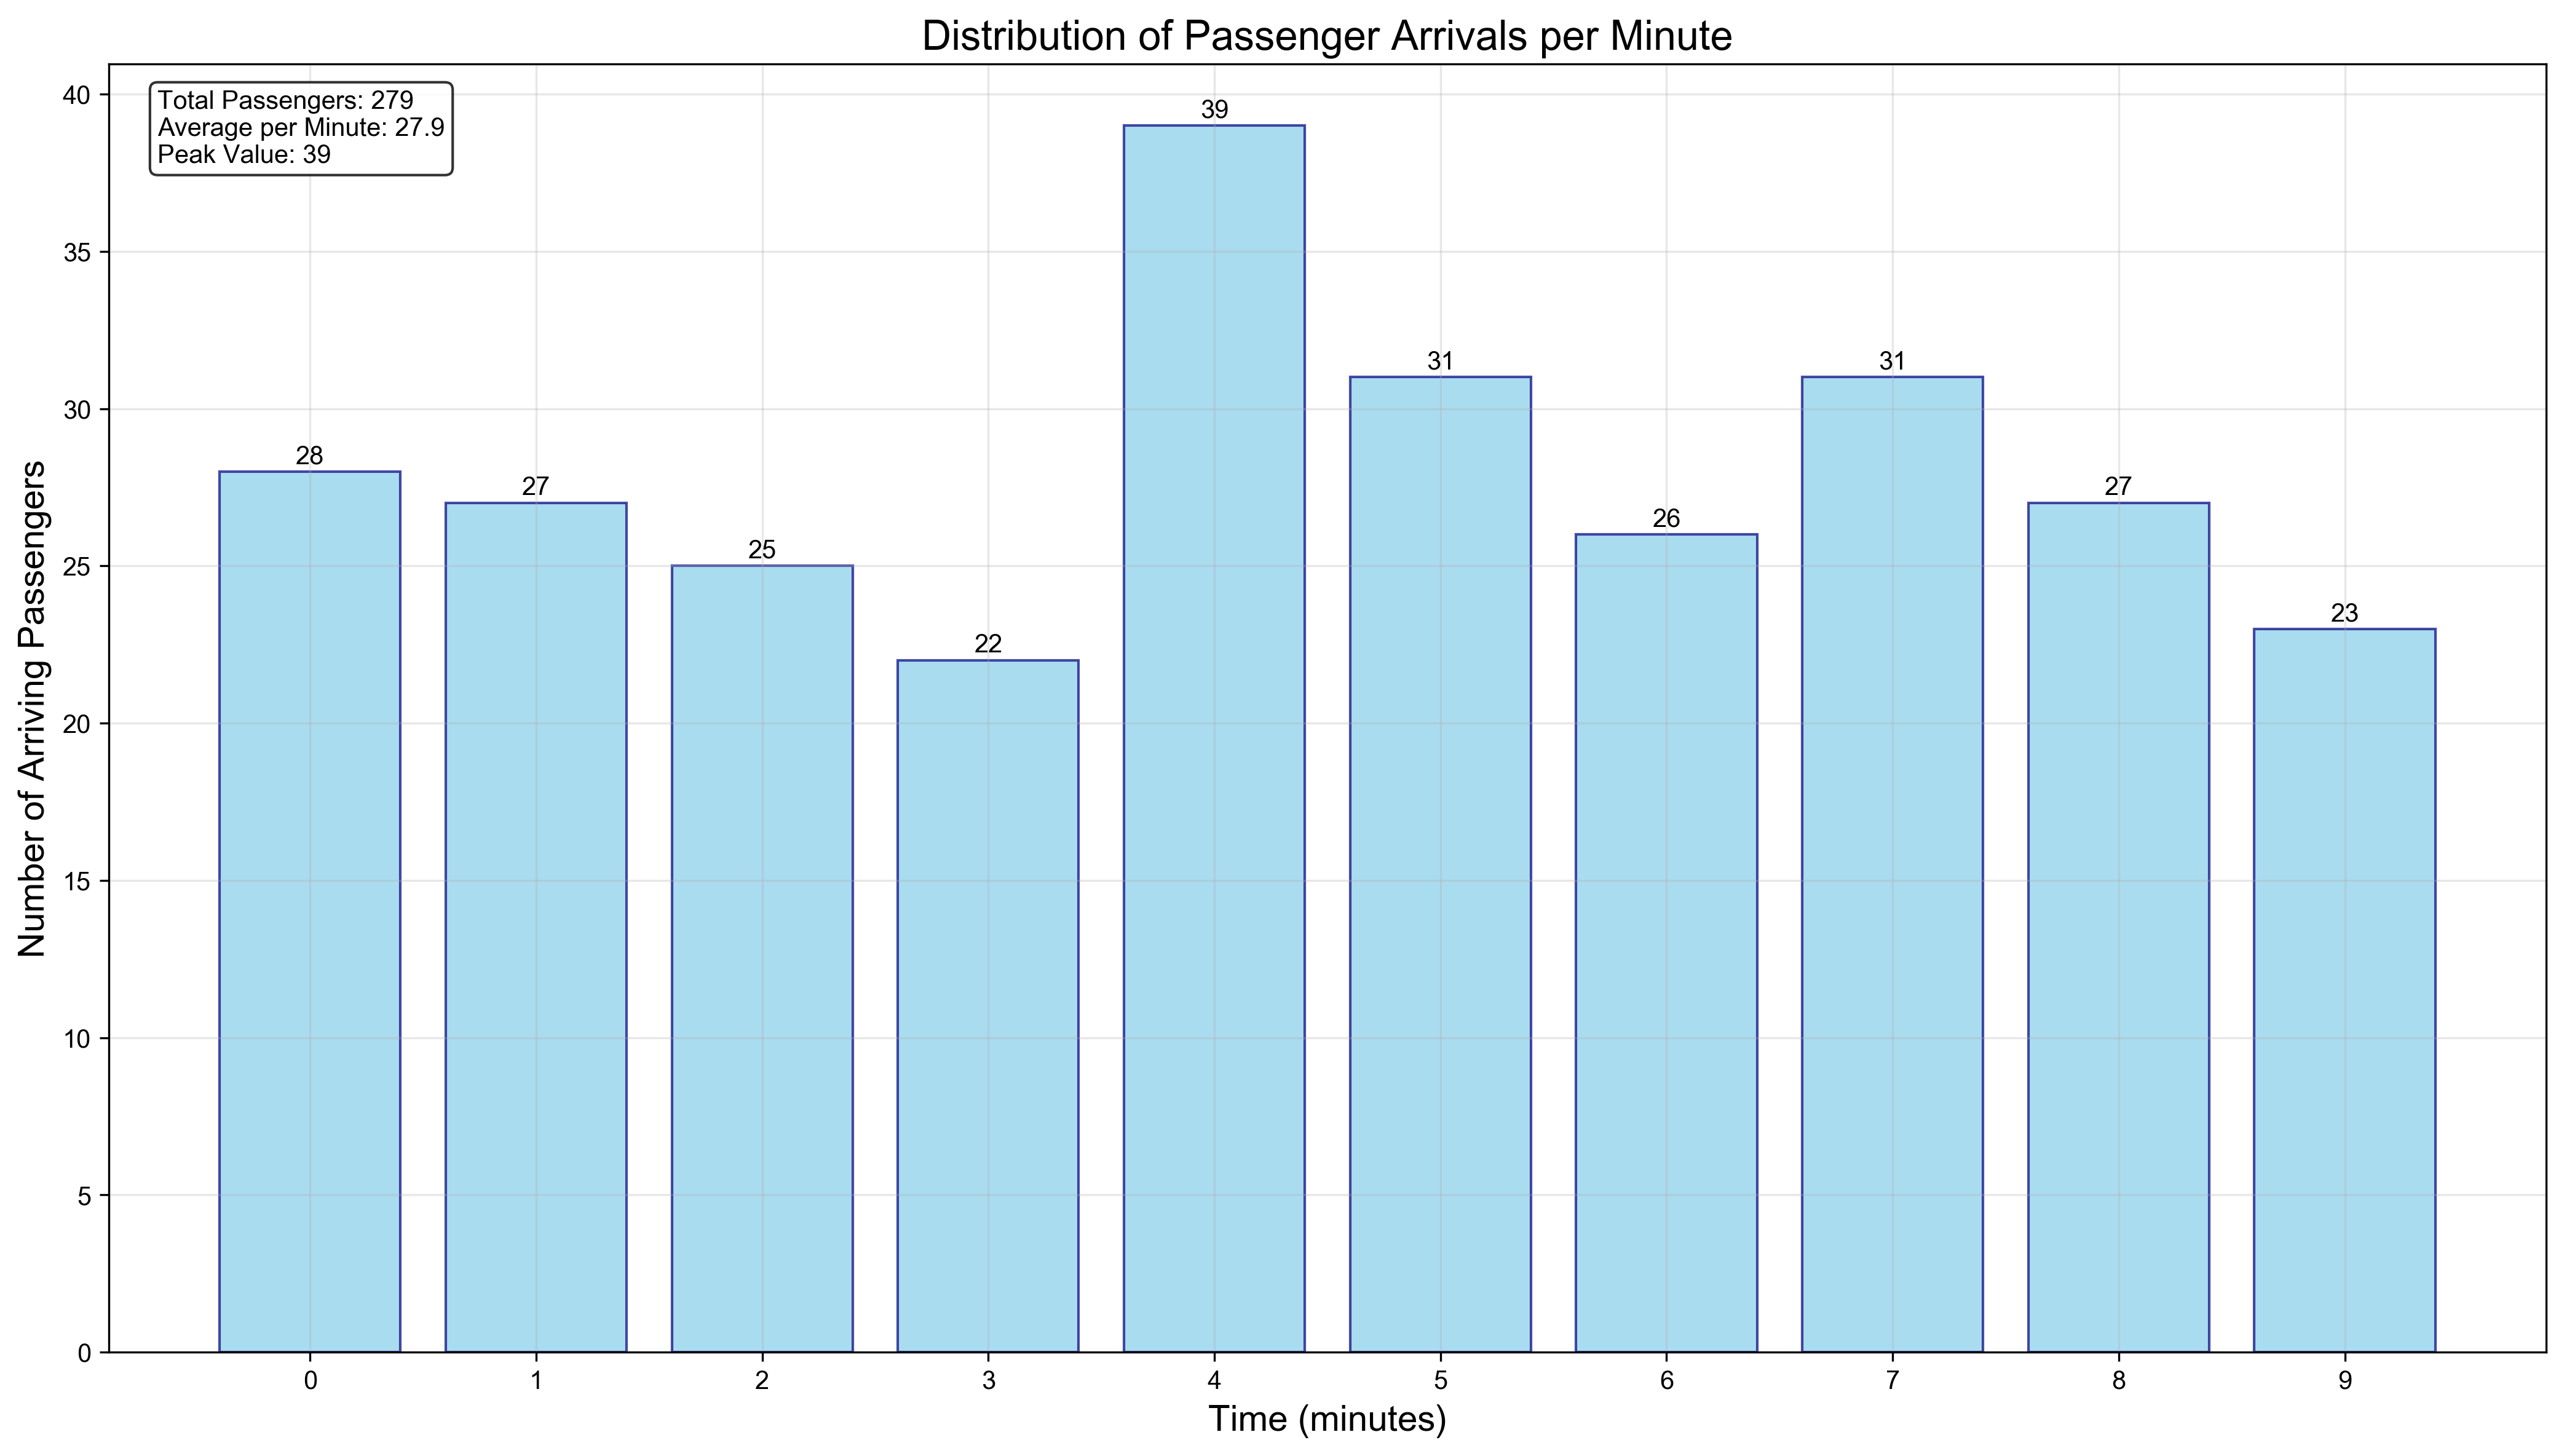 Distribution of Passenger Arrivals per Minute
Total Passengers: 279
Average per Minute: 27.9
Peak Value: 39
40
35
30
25
20
15
10
5
0
Number of Arriving Passengers
28
27
25
22
39
31
26
31
27
23
0 1 2 3 4 5 6 7 8 9
Time (minutes)